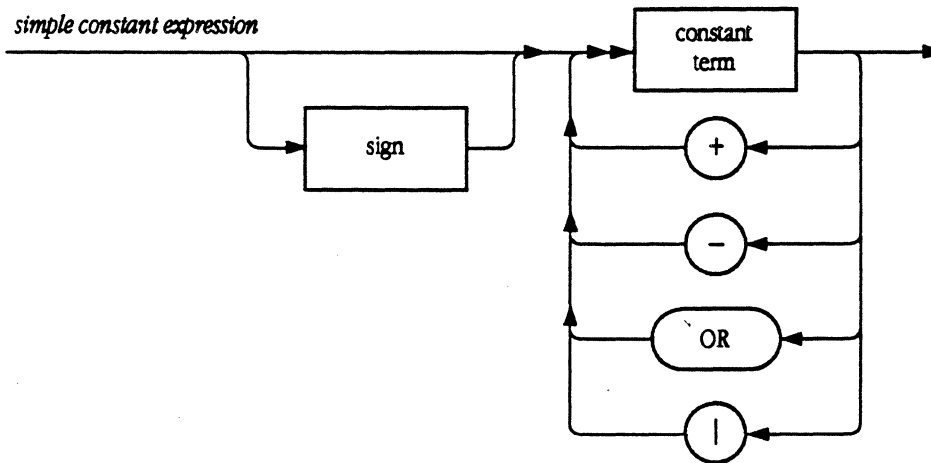 simple constant expression
constant
term
sign
+
-
OR
|